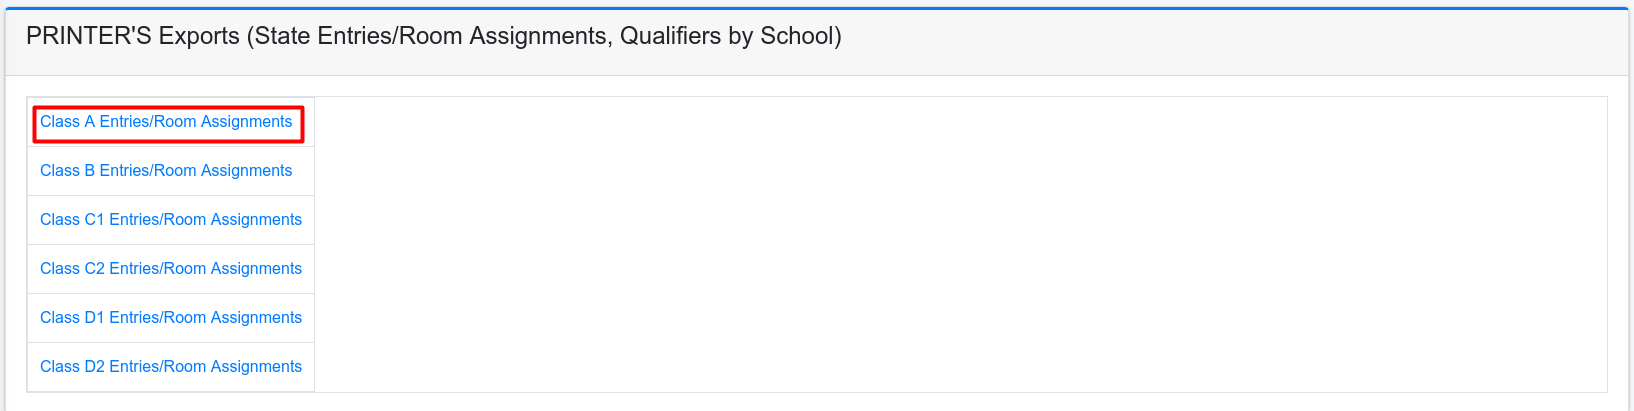 PRINTER'S Exports (State Entries/Room Assignments, Qualifiers by School)
Class A Entries/Room Assignments
Class B Entries/Room Assignments
Class C1 Entries/Room Assignments
Class C2 Entries/Room Assignments
Class D1 Entries/Room Assignments
Class D2 Entries/Room Assignments